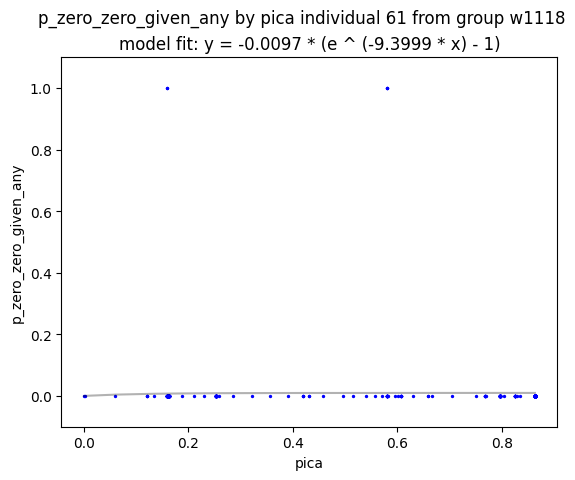 p_zero_zero_given_any by pica individual 61 from group w1118
model fit: y = -0.0097 * (e ^ (-9.3999 * x) - 1)
p_zero_zero_given_any
1.0
0.8
0.6
0.4
0.2
0.0
0.0 0.2 0.4 0.6 0.8
pica